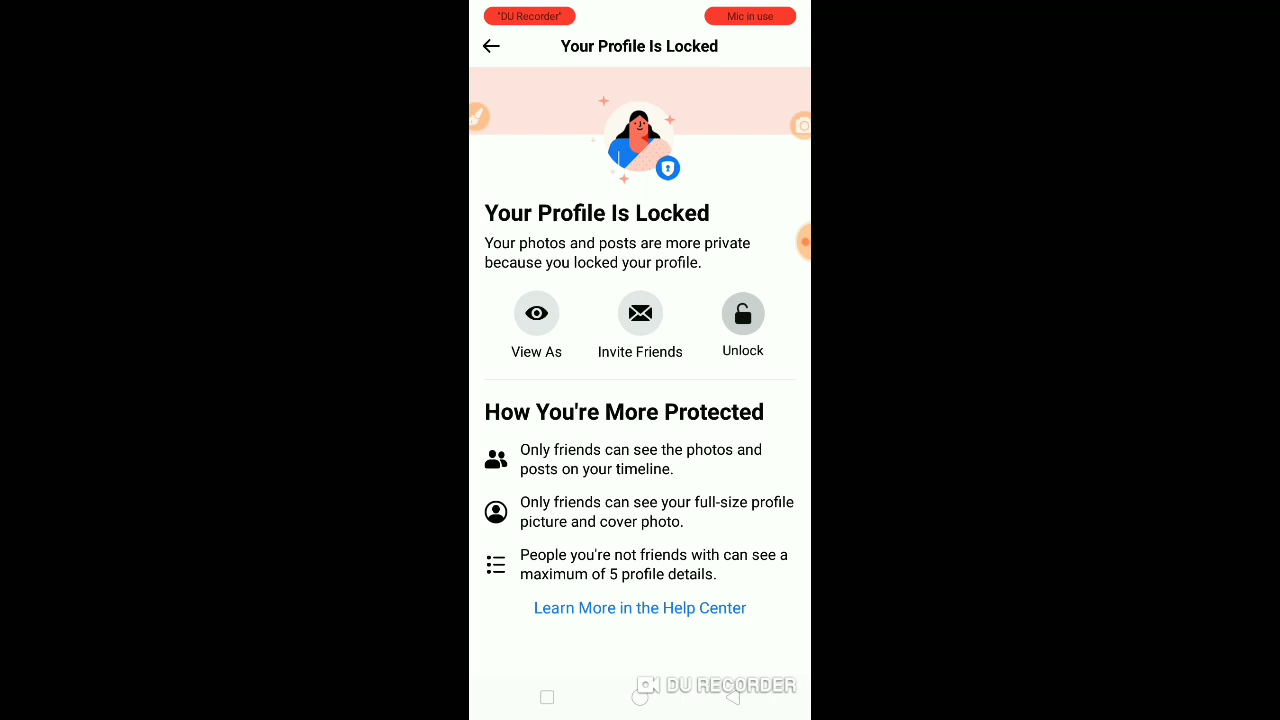 "DU Recorder"
Mic in use
Your Profile Is Locked
Your Profile Is Locked
Your photos and posts are more private
because you locked your profile.
View As
Invite Friends
Unlock
How You're More Protected
Only friends can see the photos and
posts on your timeline.
Only friends can see your full-size profile
picture and cover photo.
People you're not friends with can see a
maximum of 5 profile details.
Learn More in the Help Center
DU RECORDER